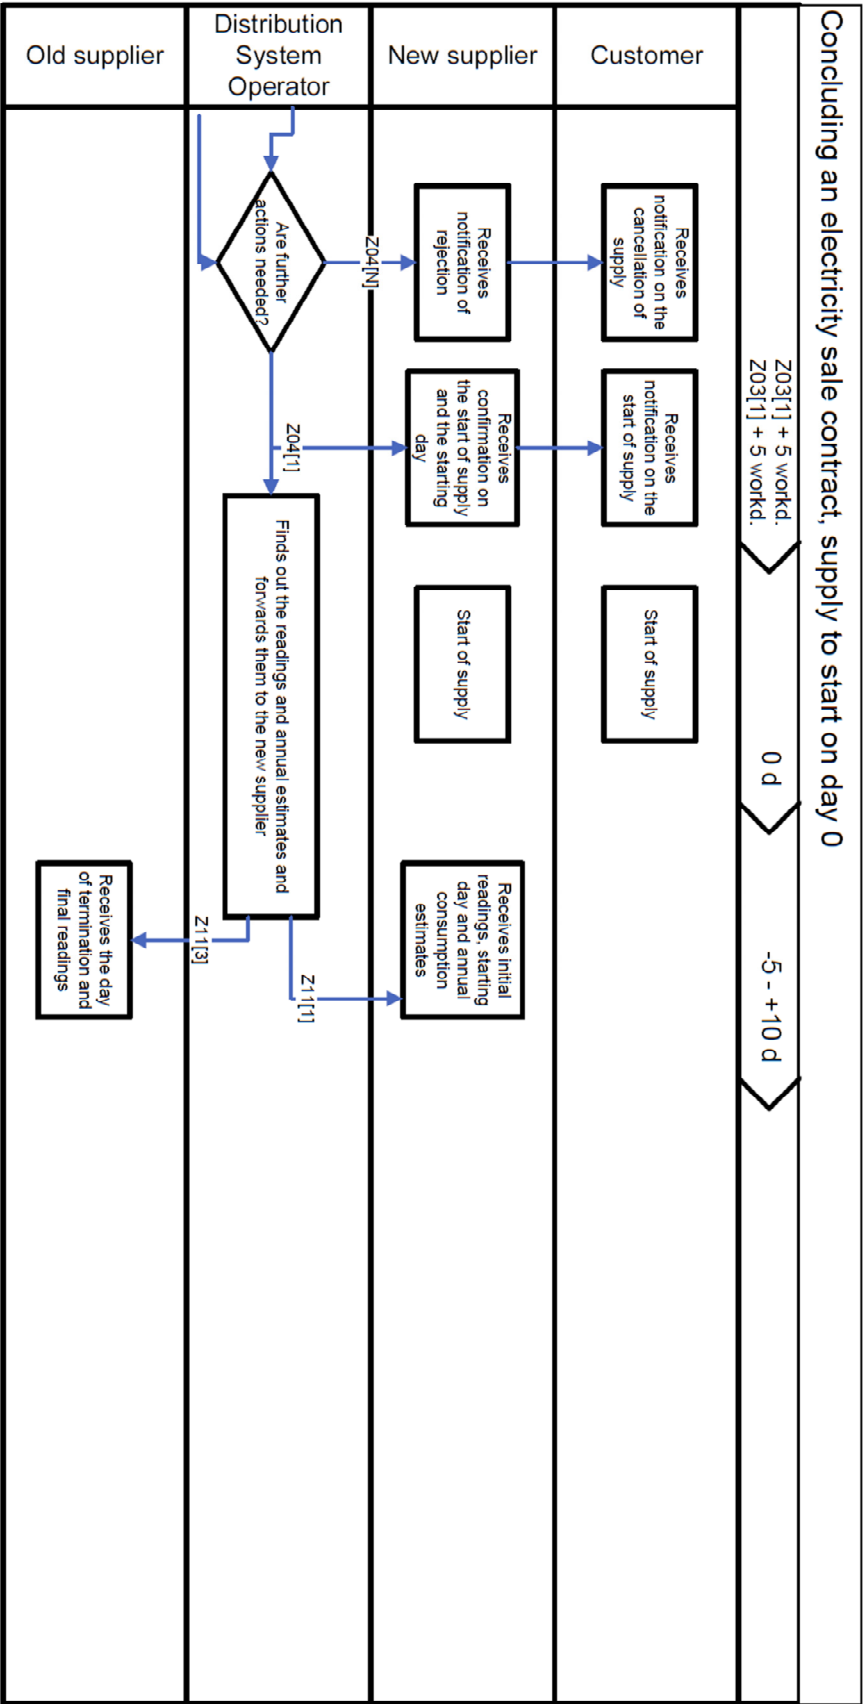 Concluding an electricity sale contract, supply to start on day 0
Z03[1] + 5 workd.
Z03[1] + 5 workd.
0 d
-5 - +10 d
Customer
Receives
notification on the
cancellation of
supply
Receives
notification on the
start of supply
Start of supply
New supplier
Receives
notification of
rejection
Receives
confirmation on
the start of supply
and the starting
day
Start of supply
Receives initial
readings, starting
day and annual
consumption
estimates
Distribution
System
Operator
Are further
actions needed?
Z04[N]
Z04[1]
Finds out the readings and annual estimates and
forwards them to the new supplier
Z11[1]
Z11[3]
Old supplier
Receives the day
of termination and
final readings